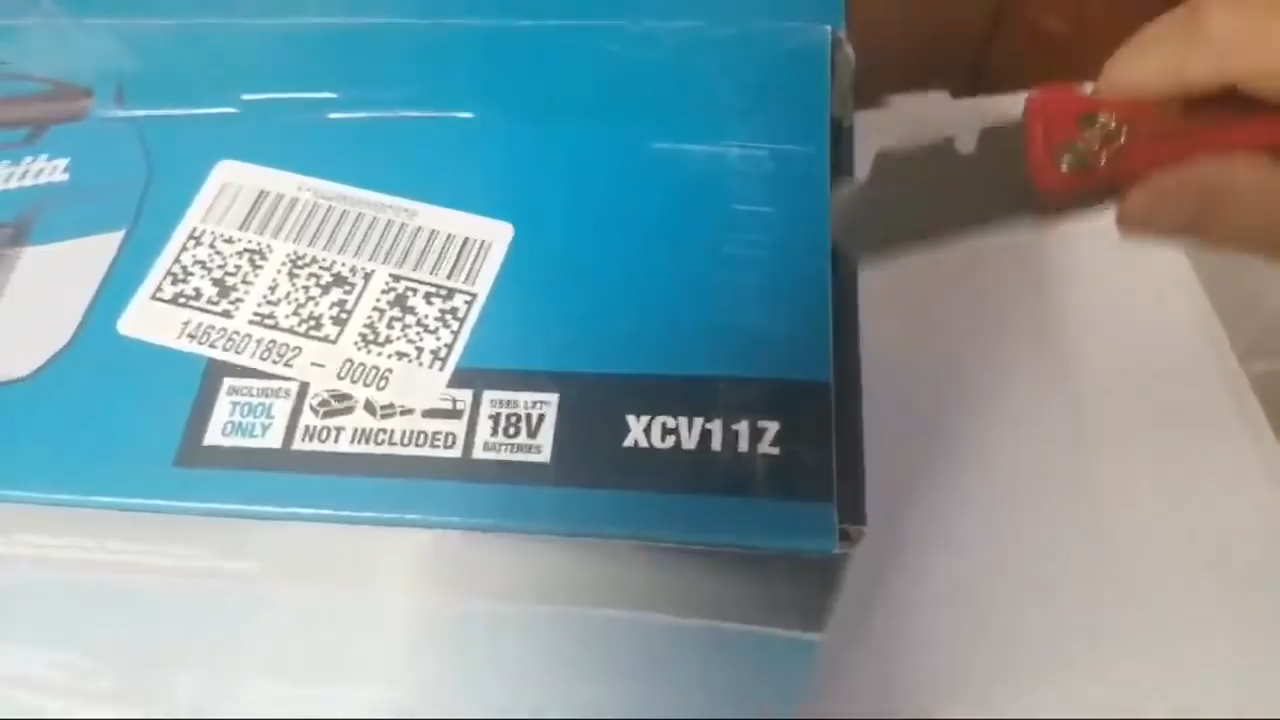 1462601892 - 0006
INCLUDES
TOOL
ONLY
NOT INCLUDED
USES LXT
18V
BATTERIES
XCV11Z